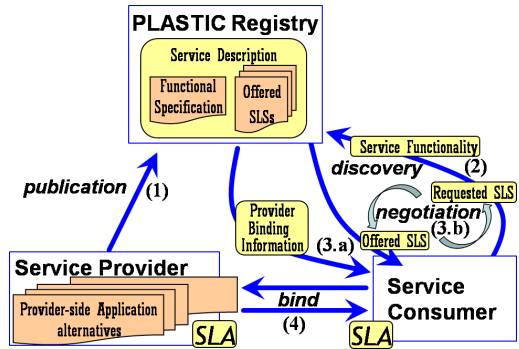 PLASTIC Registry
Service Description
Functional
Specification
Offered
SLSs
Service Functionality
(2)
discovery
publication
(1)
Requested SLS
negotiation
(3.b)
Provider
Binding
Information
(3.a)
Offered SLS
Service Provider
Provider-side Application
alternatives
SLA
bind
(4)
Service
Consumer
SLA